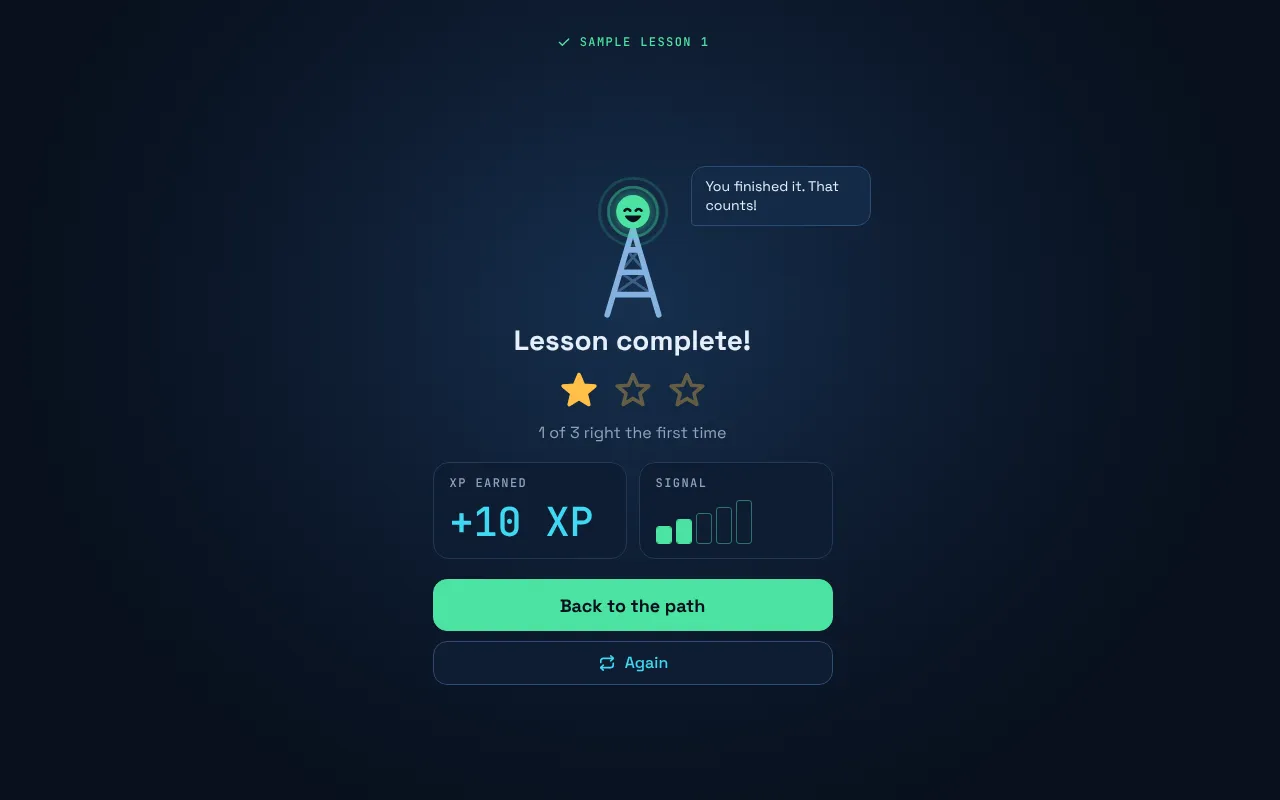 SAMPLE LESSON 1
You finished it. That
counts!
Lesson complete!
1 of 3 right the first time
XP EARNED
+10 XP
SIGNAL
Back to the path
Again